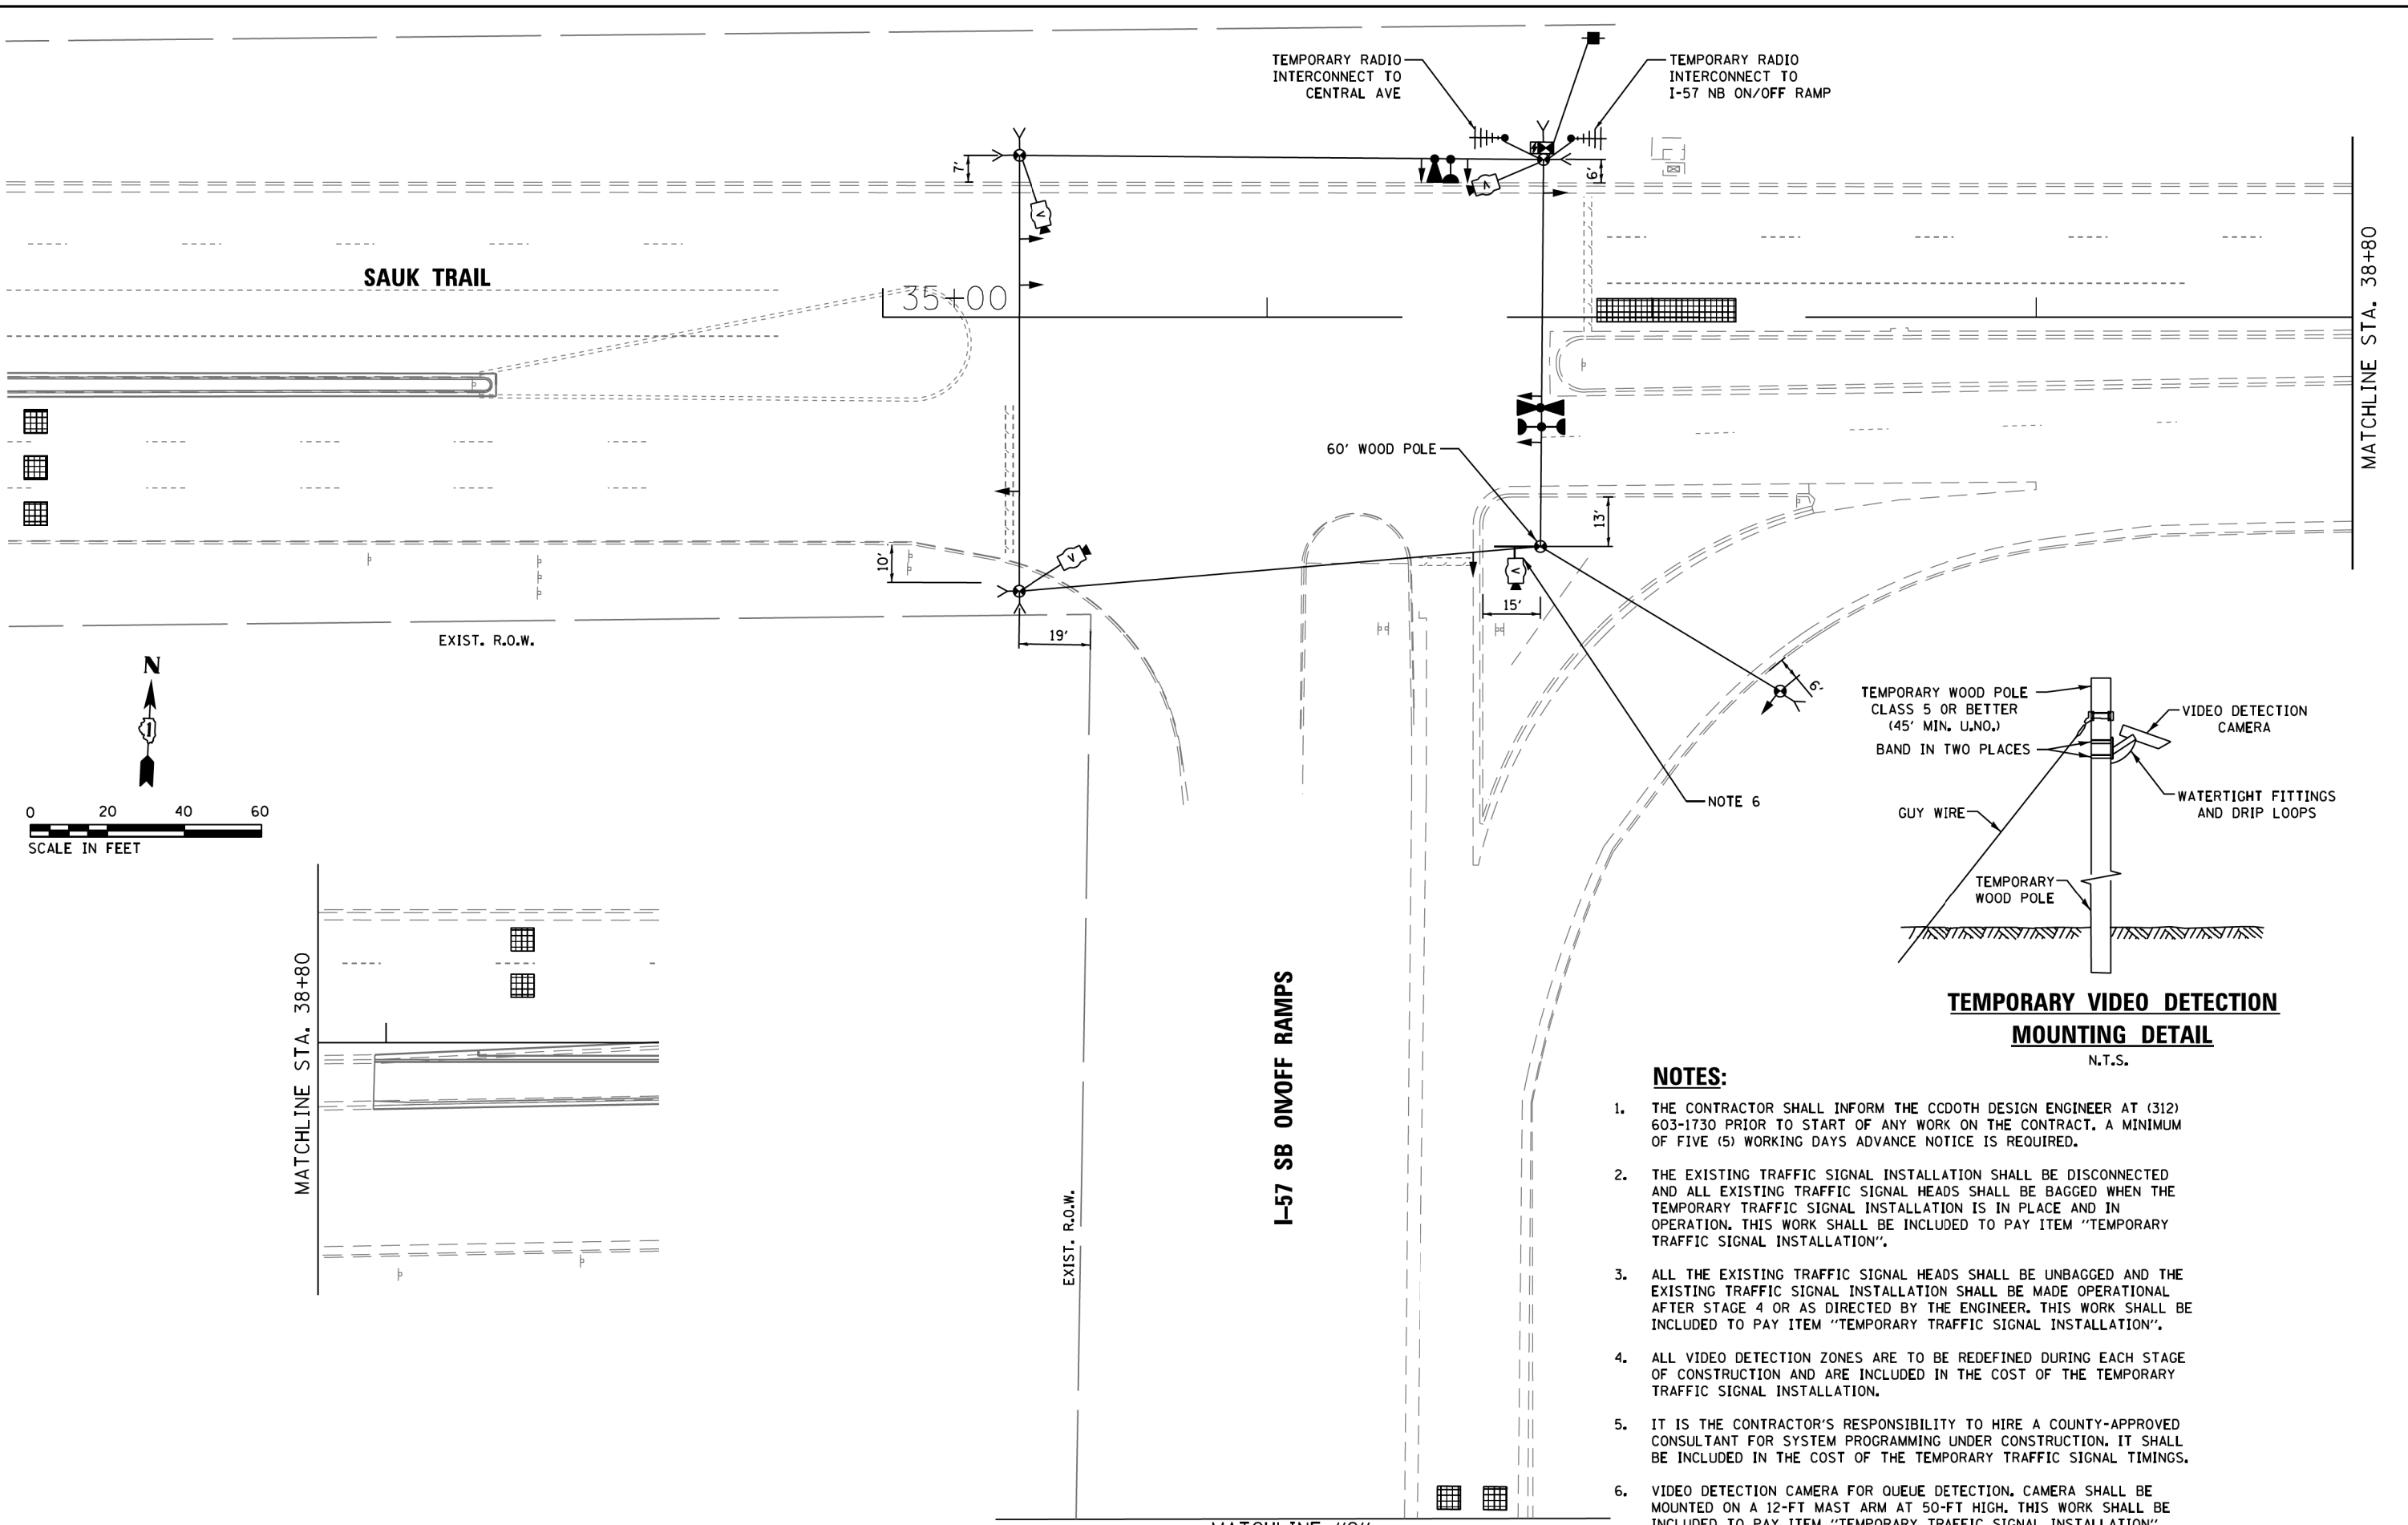 TEMPORARY RADIO
INTERCONNECT TO
CENTRAL AVE
TEMPORARY RADIO
INTERCONNECT TO
I-57 NB ON/OFF RAMP
7'
6'
V
V
SAUK TRAIL
35+00
MATCHLINE STA. 38+80
60' WOOD POLE
13'
10'
V
V
15'
19'
6'
EXIST. R.O.W.
N
1
0 20 40 60
SCALE IN FEET
NOTE 6
TEMPORARY WOOD POLE
CLASS 5 OR BETTER
(45' MIN. U.NO.)
BAND IN TWO PLACES
VIDEO DETECTION
CAMERA
WATERTIGHT FITTINGS
AND DRIP LOOPS
GUY WIRE
TEMPORARY
WOOD POLE
TEMPORARY VIDEO DETECTION
MOUNTING DETAIL
N.T.S.
MATCHLINE STA. 38+80
EXIST. R.O.W.
I-57 SB ON/OFF RAMPS
NOTES:
1. THE CONTRACTOR SHALL INFORM THE CCDOTH DESIGN ENGINEER AT (312)
603-1730 PRIOR TO START OF ANY WORK ON THE CONTRACT. A MINIMUM
OF FIVE (5) WORKING DAYS ADVANCE NOTICE IS REQUIRED.
2. THE EXISTING TRAFFIC SIGNAL INSTALLATION SHALL BE DISCONNECTED
AND ALL EXISTING TRAFFIC SIGNAL HEADS SHALL BE BAGGED WHEN THE
TEMPORARY TRAFFIC SIGNAL INSTALLATION IS IN PLACE AND IN
OPERATION. THIS WORK SHALL BE INCLUDED TO PAY ITEM "TEMPORARY
TRAFFIC SIGNAL INSTALLATION".
3. ALL THE EXISTING TRAFFIC SIGNAL HEADS SHALL BE UNBAGGED AND THE
EXISTING TRAFFIC SIGNAL INSTALLATION SHALL BE MADE OPERATIONAL
AFTER STAGE 4 OR AS DIRECTED BY THE ENGINEER. THIS WORK SHALL BE
INCLUDED TO PAY ITEM "TEMPORARY TRAFFIC SIGNAL INSTALLATION".
4. ALL VIDEO DETECTION ZONES ARE TO BE REDEFINED DURING EACH STAGE
OF CONSTRUCTION AND ARE INCLUDED IN THE COST OF THE TEMPORARY
TRAFFIC SIGNAL INSTALLATION.
5. IT IS THE CONTRACTOR'S RESPONSIBILITY TO HIRE A COUNTY-APPROVED
CONSULTANT FOR SYSTEM PROGRAMMING UNDER CONSTRUCTION. IT SHALL
BE INCLUDED IN THE COST OF THE TEMPORARY TRAFFIC SIGNAL TIMINGS.
6. VIDEO DETECTION CAMERA FOR QUEUE DETECTION. CAMERA SHALL BE
MOUNTED ON A 12-FT MAST ARM AT 50-FT HIGH. THIS WORK SHALL BE
INCLUDED TO PAY ITEM "TEMPORARY TRAFFIC SIGNAL INSTALLATION"
MATCHLINE